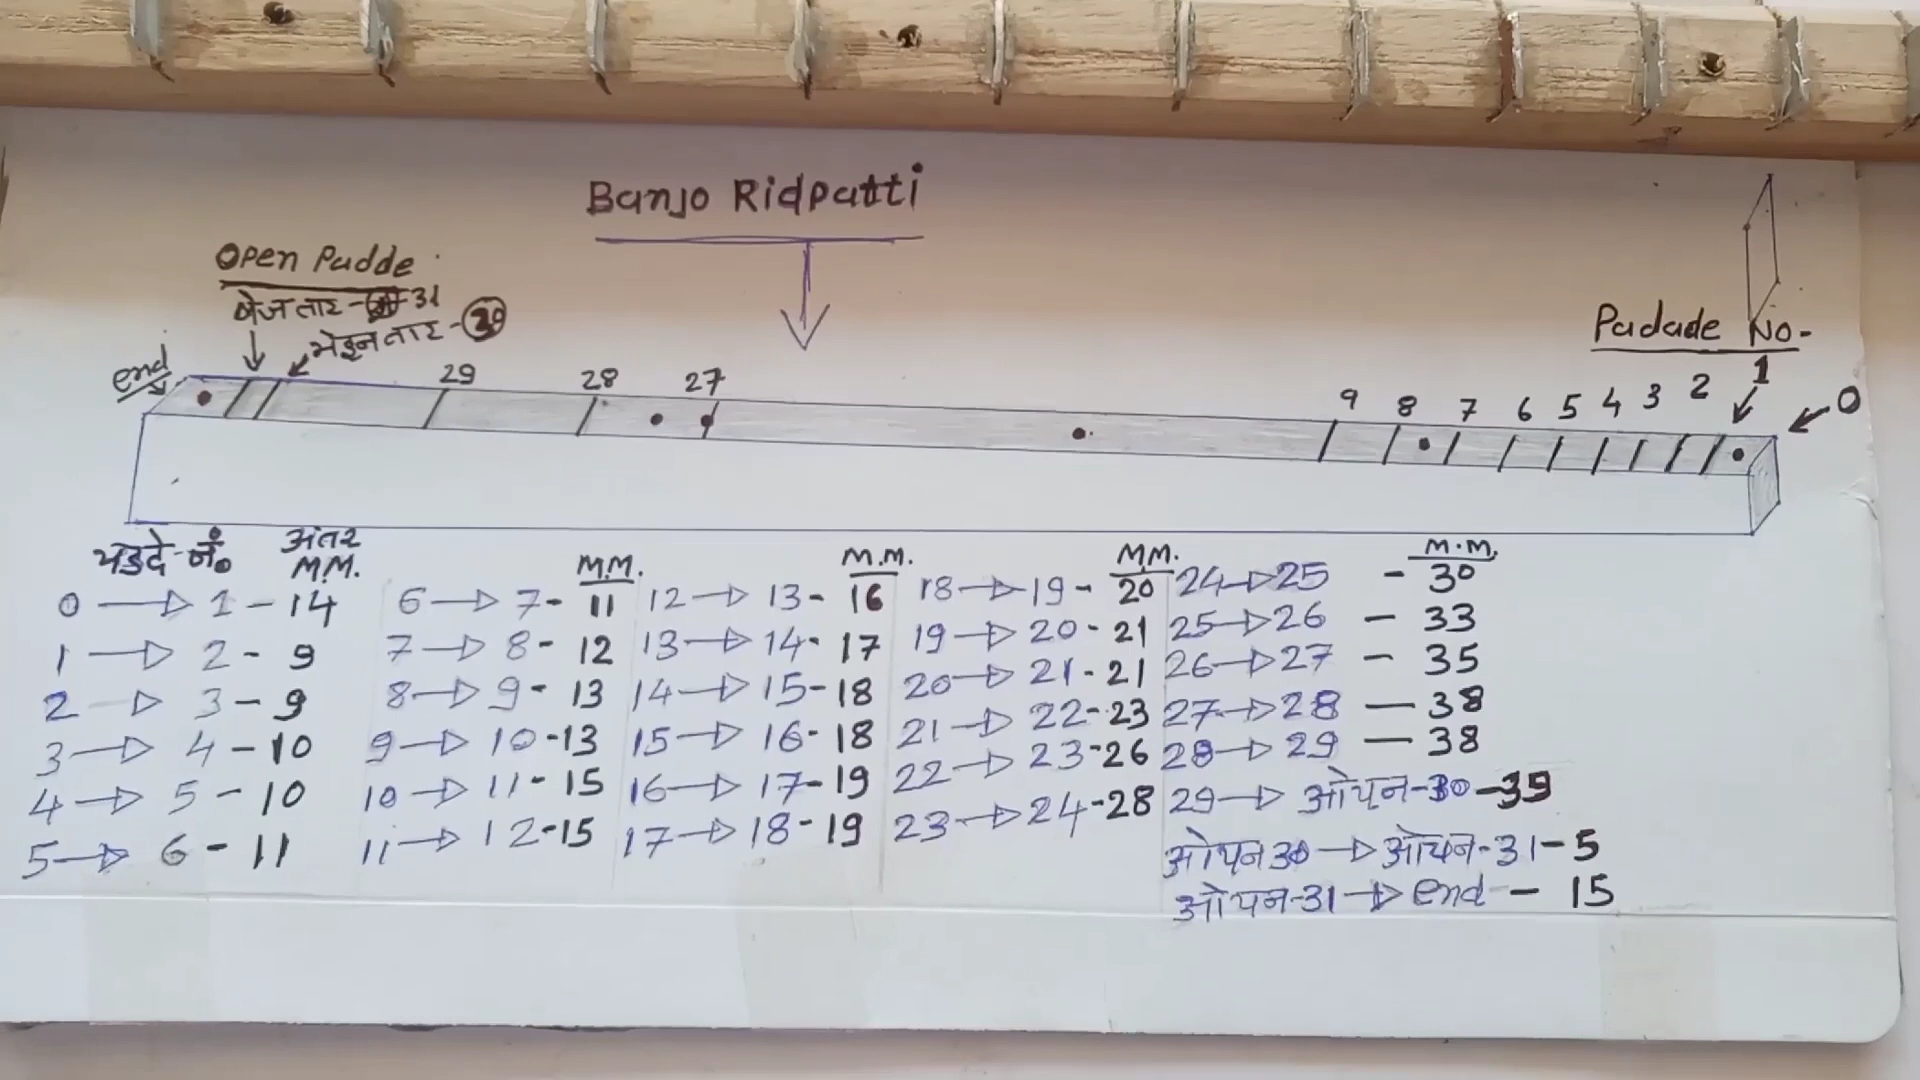 Banjo Ridpatti
Open Padde
बेजतार-31
मेइनतार-30
end
29
28
27
Padade No-
9 8 7 6 5 4 3 2 1 0
पडदे नं० अंतर M.M.
0 → 1 - 14
1 → 2 - 9
2 → 3 - 9
3 → 4 - 10
4 → 5 - 10
5 → 6 - 11
M.M.
6 → 7 - 11
7 → 8 - 12
8 → 9 - 13
9 → 10 - 13
10 → 11 - 15
11 → 12 - 15
M.M.
12 → 13 - 16
13 → 14 - 17
14 → 15 - 18
15 → 16 - 18
16 → 17 - 19
17 → 18 - 19
M.M.
18 → 19 - 20
19 → 20 - 21
20 → 21 - 21
21 → 22 - 23
22 → 23 - 26
23 → 24 - 28
M.M.
24 → 25 - 30
25 → 26 - 33
26 → 27 - 35
27 → 28 - 38
28 → 29 - 38
29 → ओपन-30 - 39
ओपन 30 → ओपन-31 - 5
ओपन-31 → end - 15